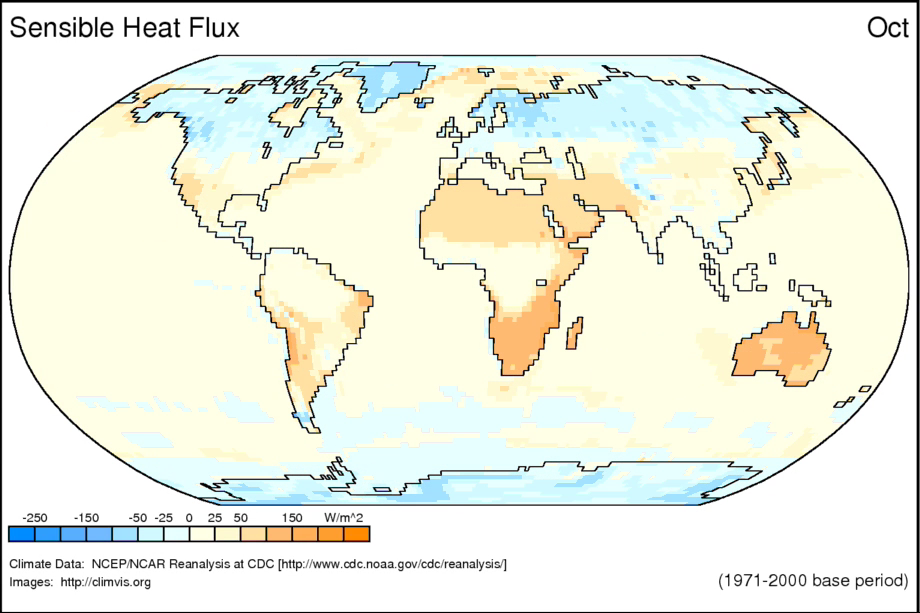 Sensible Heat Flux
Oct
-250 -150 -50 -25 0 25 50 150 W/m^2
Climate Data: NCEP/NCAR Reanalysis at CDC [http://www.cdc.noaa.gov/cdc/reanalysis/]
Images: http://climvis.org
(1971-2000 base period)